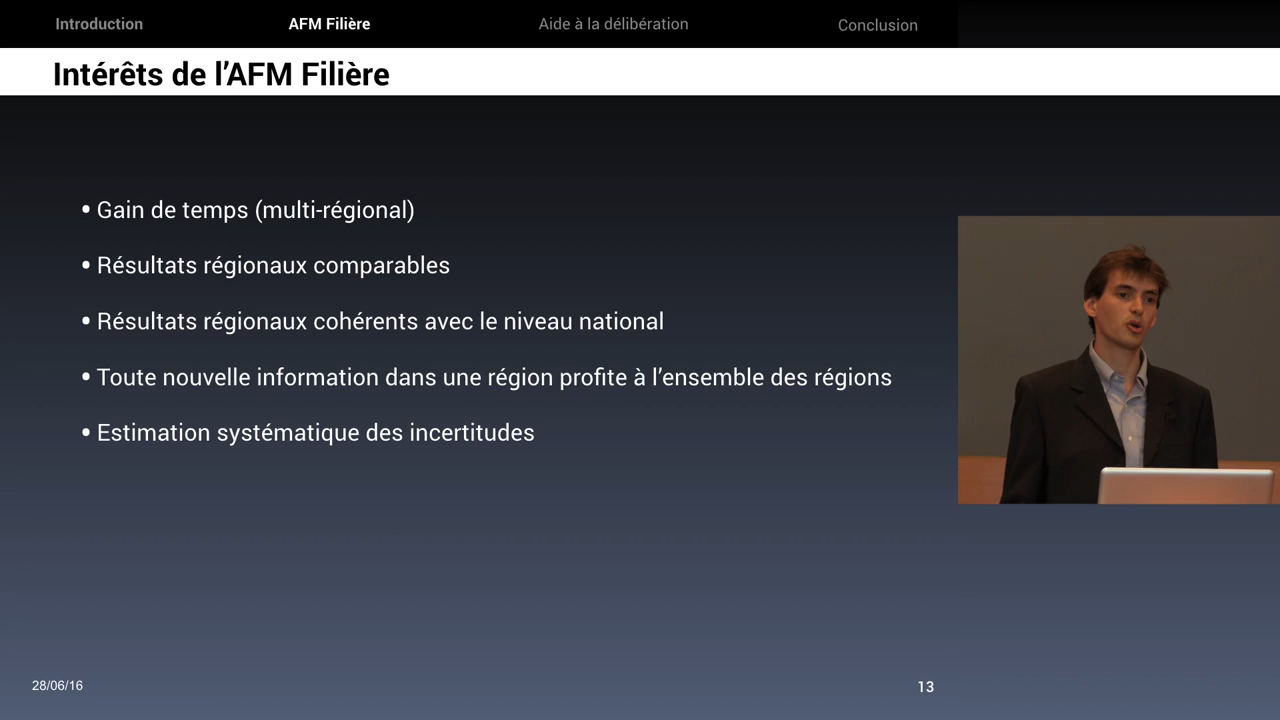 Introduction
AFM Filière
Aide à la délibération
Conclusion
Intérêts de l'AFM Filière
• Gain de temps (multi-régional)
• Résultats régionaux comparables
• Résultats régionaux cohérents avec le niveau national
• Toute nouvelle information dans une région profite à l'ensemble des régions
• Estimation systématique des incertitudes
28/06/16
13